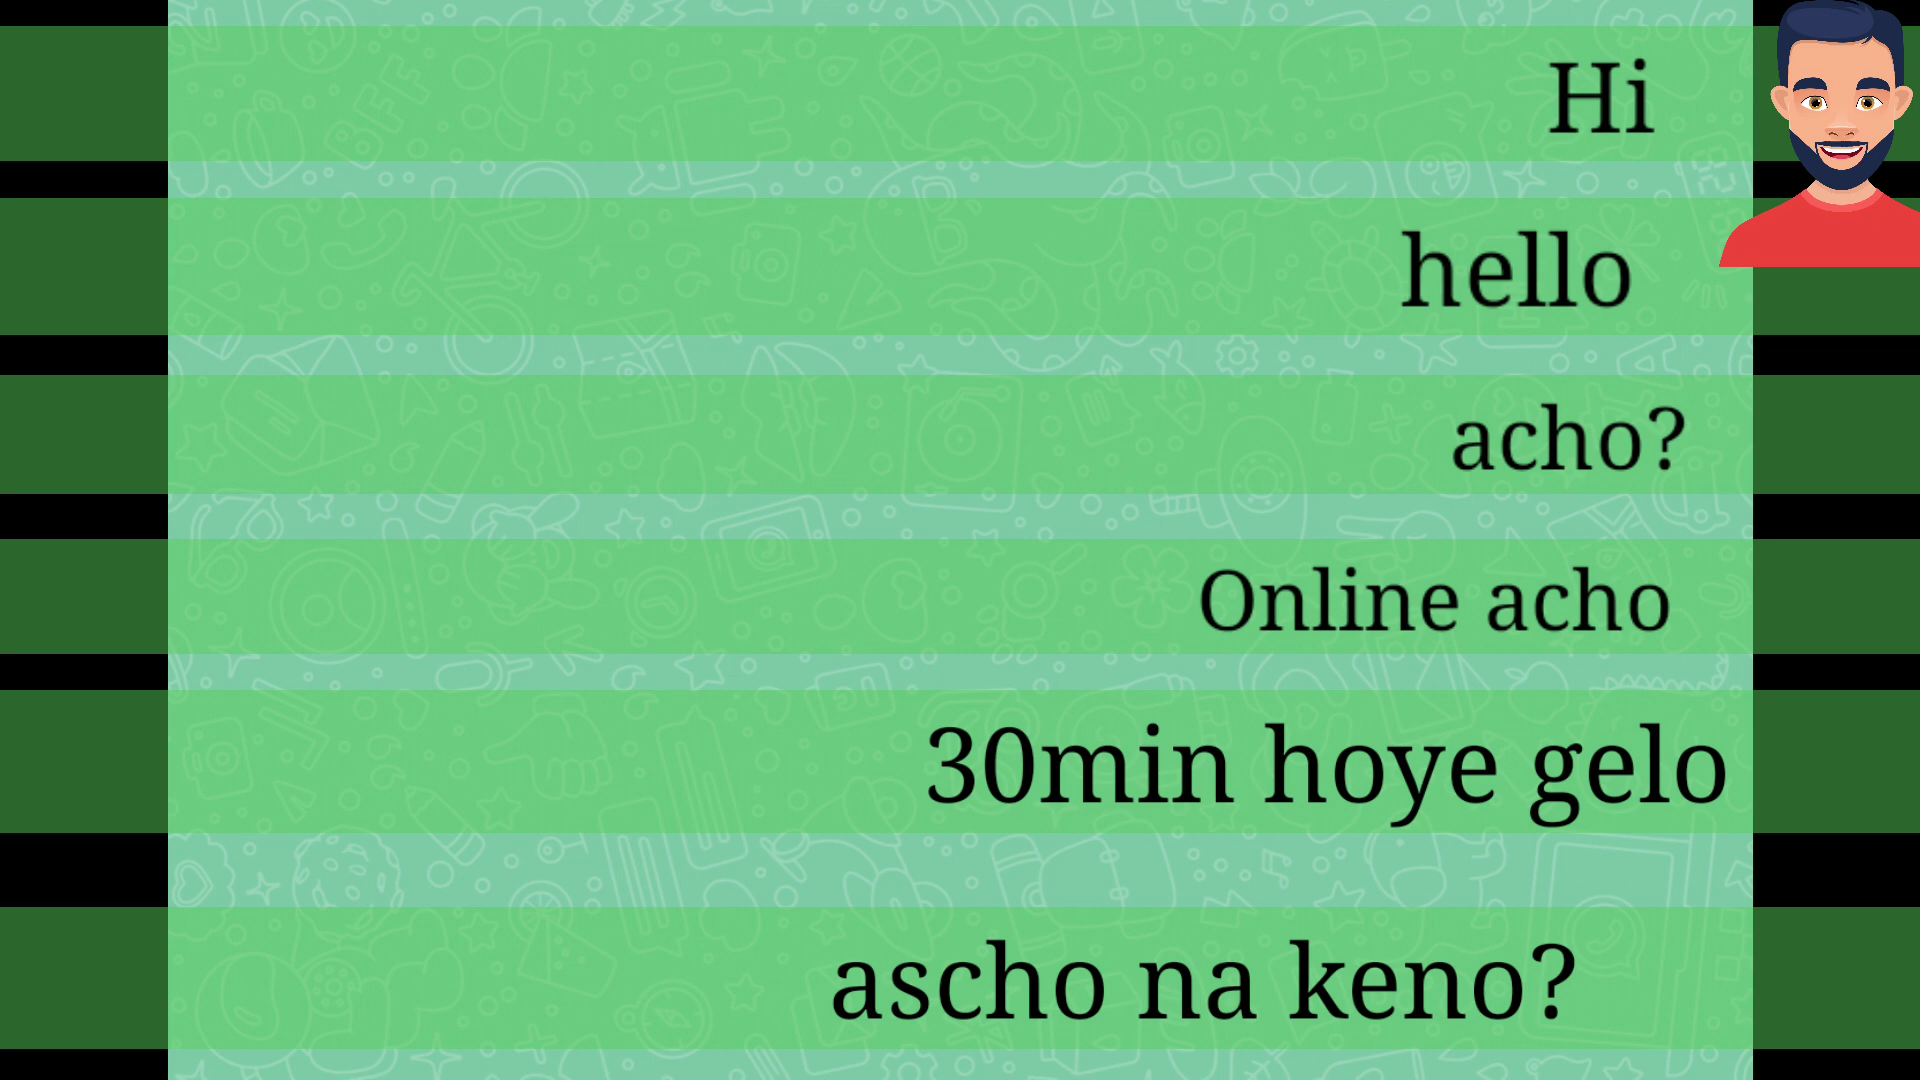 Hi
hello
acho?
Online acho
30min hoye gelo
ascho na keno?